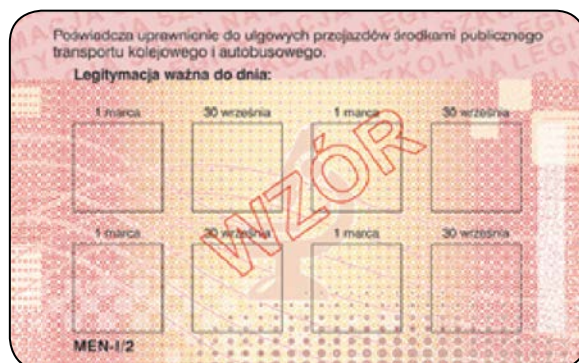 Poświadcza uprawnienie do ulgowych przejazdów środkami publicznego
transportu kolejowego i autobusowego.
Legitymacja ważna do dnia:
1 marca 30 września 1 marca 30 września
WZÓR
1 marca 30 września 1 marca 30 września
MEN-I/2